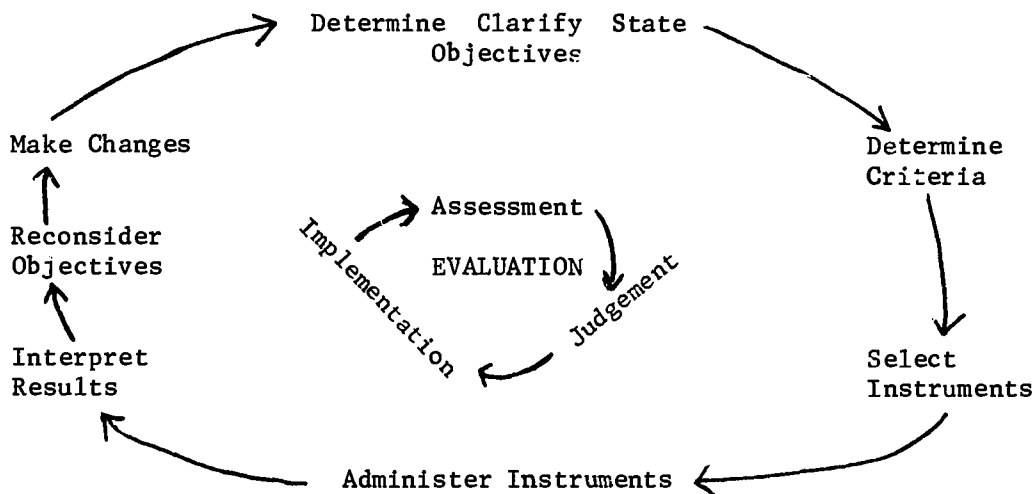 Determine Clarify State
Objectives
Make Changes
Determine
Criteria
Assessment
Implementation
EVALUATION
Judgement
Reconsider
Objectives
Interpret
Results
Select
Instruments
Administer Instruments